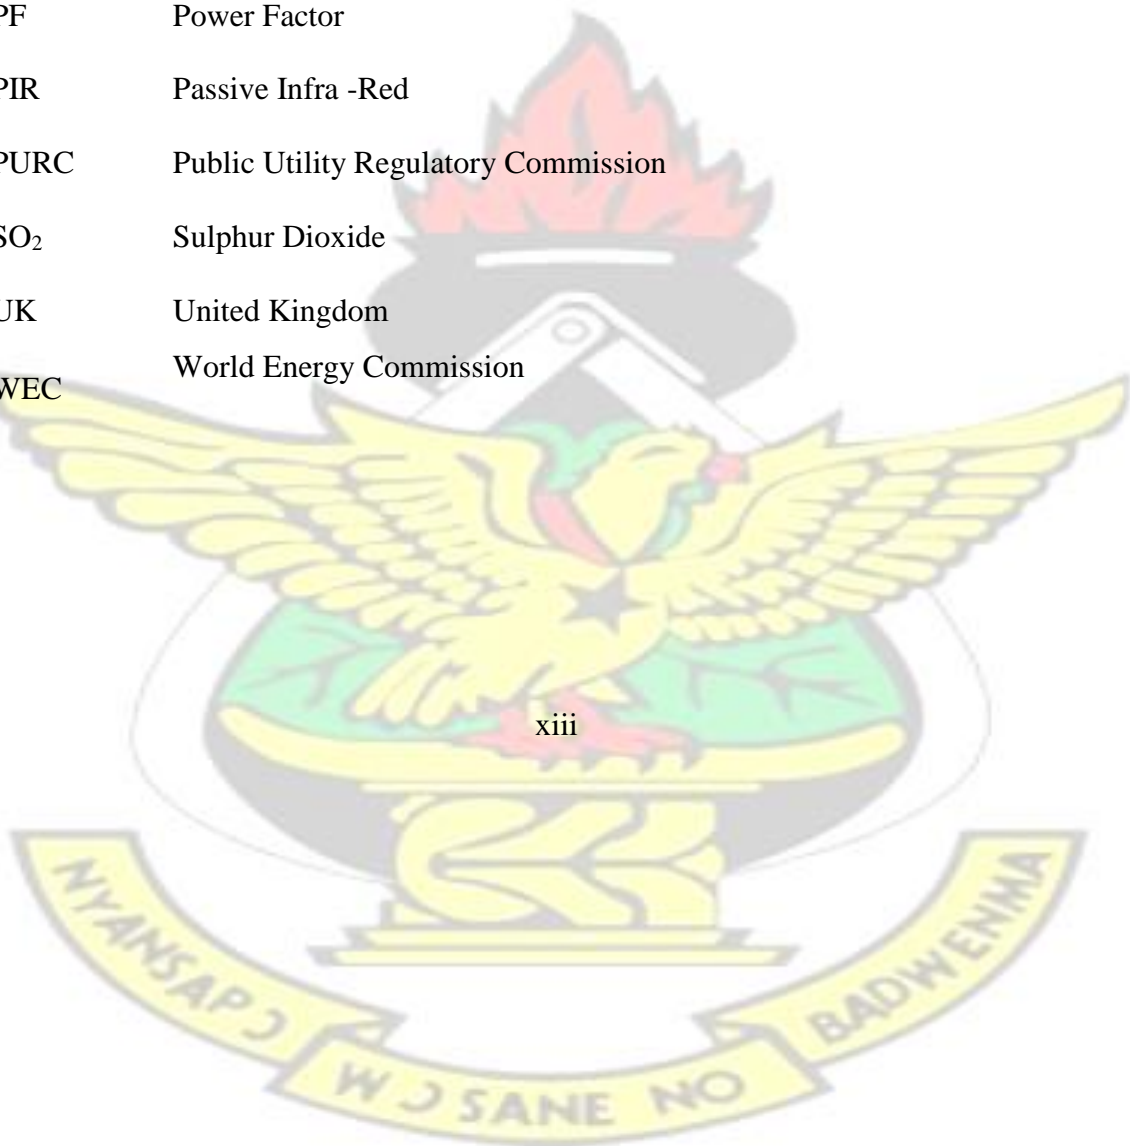 PF Power Factor
PIR Passive Infra -Red
PURC Public Utility Regulatory Commission
SO₂ Sulphur Dioxide
UK United Kingdom
World Energy Commission
WEC
xiii
NYANSAPƆ
WƆ SANE NO
BADWENMA